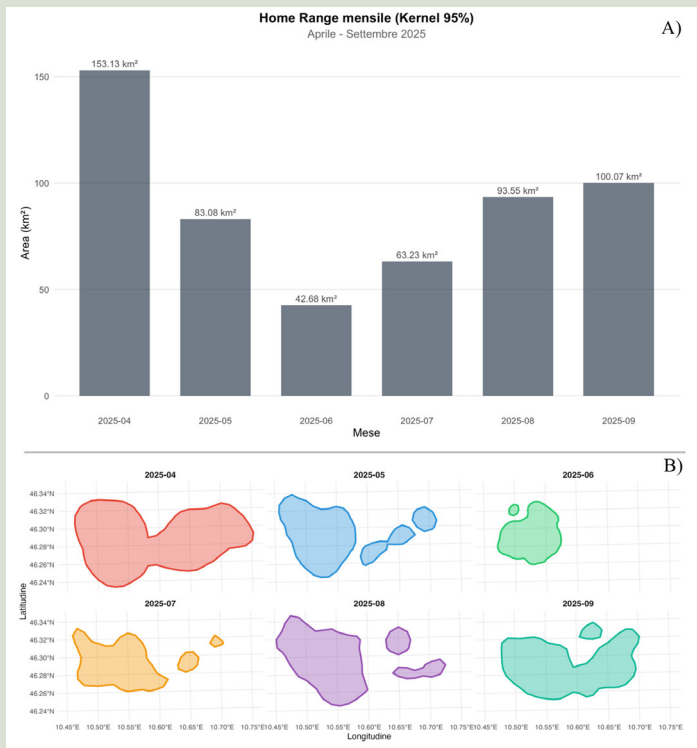 Home Range mensile (Kernel 95%)
A)
Aprile - Settembre 2025
153.13 km²
150
100.07 km²
93.55 km²
100
83.08 km²
63.23 km²
50
42.68 km²
0
Area (km²)
2025-04 2025-05 2025-06 2025-07 2025-08 2025-09
Mese
B)
2025-04 2025-05 2025-06
46.34°N
46.32°N
46.30°N
46.28°N
46.26°N
46.24°N
Latitudine
2025-07 2025-08 2025-09
46.34°N
46.32°N
46.30°N
46.28°N
46.26°N
46.24°N
10.45°E 10.50°E 10.55°E 10.60°E 10.65°E 10.70°E 10.75°E 10.50°E 10.55°E 10.60°E 10.65°E 10.70°E 10.75°E 10.50°E 10.55°E 10.60°E 10.65°E 10.70°E 10.75°E
Longitudine